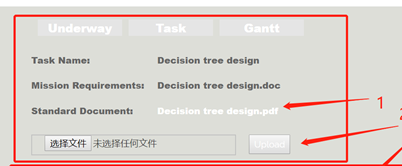 Underway Task Gantt
Task Name: Decision tree design
Mission Requirements: Decision tree design.doc
Standard Document: Decision tree design.pdf
1
选择文件 未选择任何文件 Upload
2